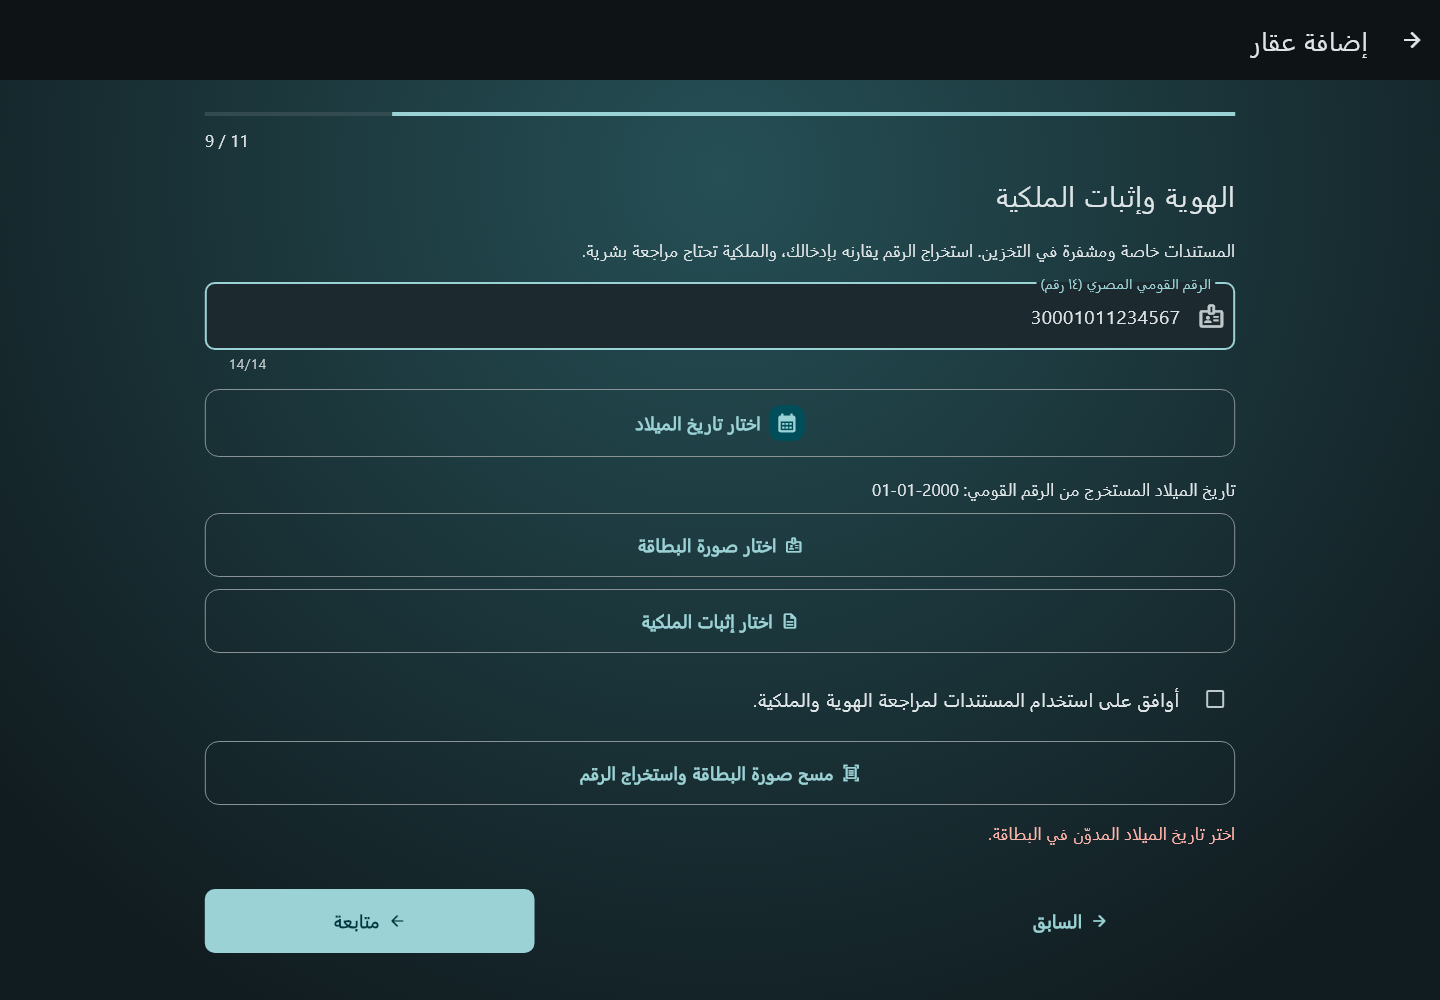 إضافة عقار
9 / 11
الهوية وإثبات الملكية
المستندات خاصة ومشفرة في التخزين. استخراج الرقم يقارنه بإدخالك، والملكية تحتاج مراجعة بشرية.
الرقم القومي المصري (١٤ رقم)
30001011234567
14/14
اختار تاريخ الميلاد
تاريخ الميلاد المستخرج من الرقم القومي: 2000-01-01
اختار صورة البطاقة
اختار إثبات الملكية
أوافق على استخدام المستندات لمراجعة الهوية والملكية.
مسح صورة البطاقة واستخراج الرقم
اختر تاريخ الميلاد المدوّن في البطاقة.
السابق
متابعة